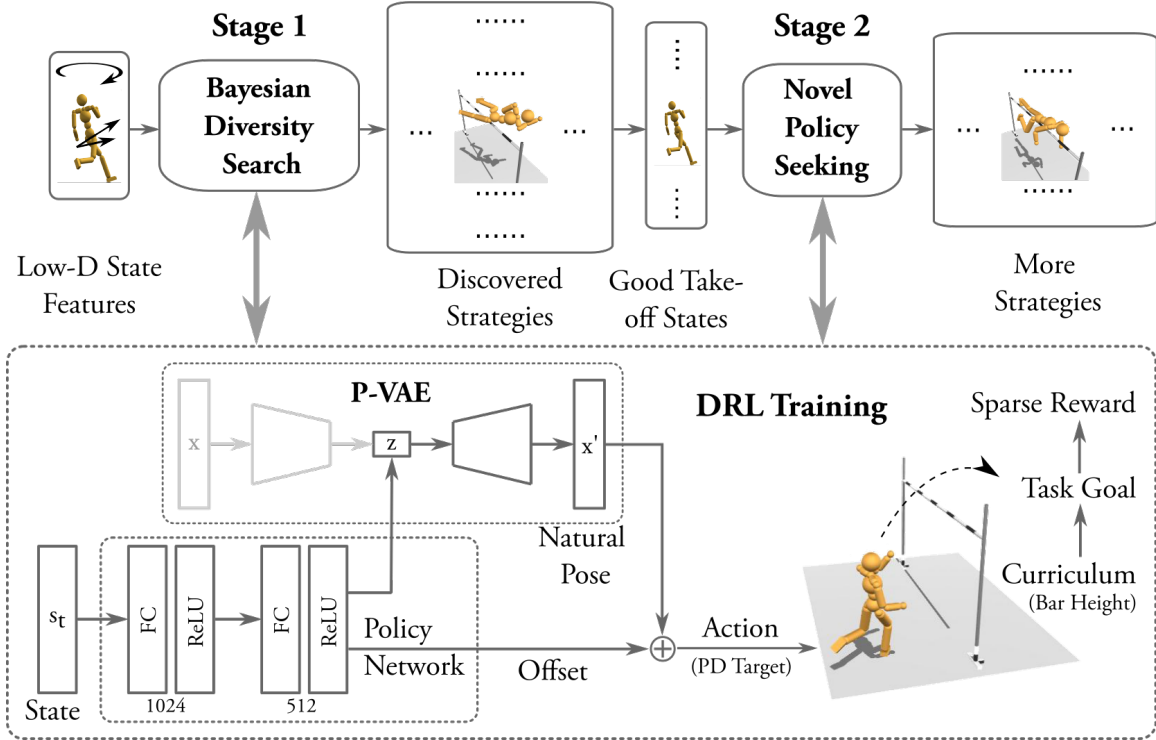 Stage 1
Stage 2
Bayesian
Diversity
Search
......
......
...
...
......
......
......
......
Novel
Policy
Seeking
......
...
...
......
Low-D State
Features
Discovered
Strategies
Good Take-
off States
More
Strategies
P-VAE
x
z
x'
Natural
Pose
DRL Training
Sparse Reward
Task Goal
Curriculum
(Bar Height)
st
State
FC
ReLU
1024
FC
ReLU
512
Policy
Network
Offset
Action
(PD Target)